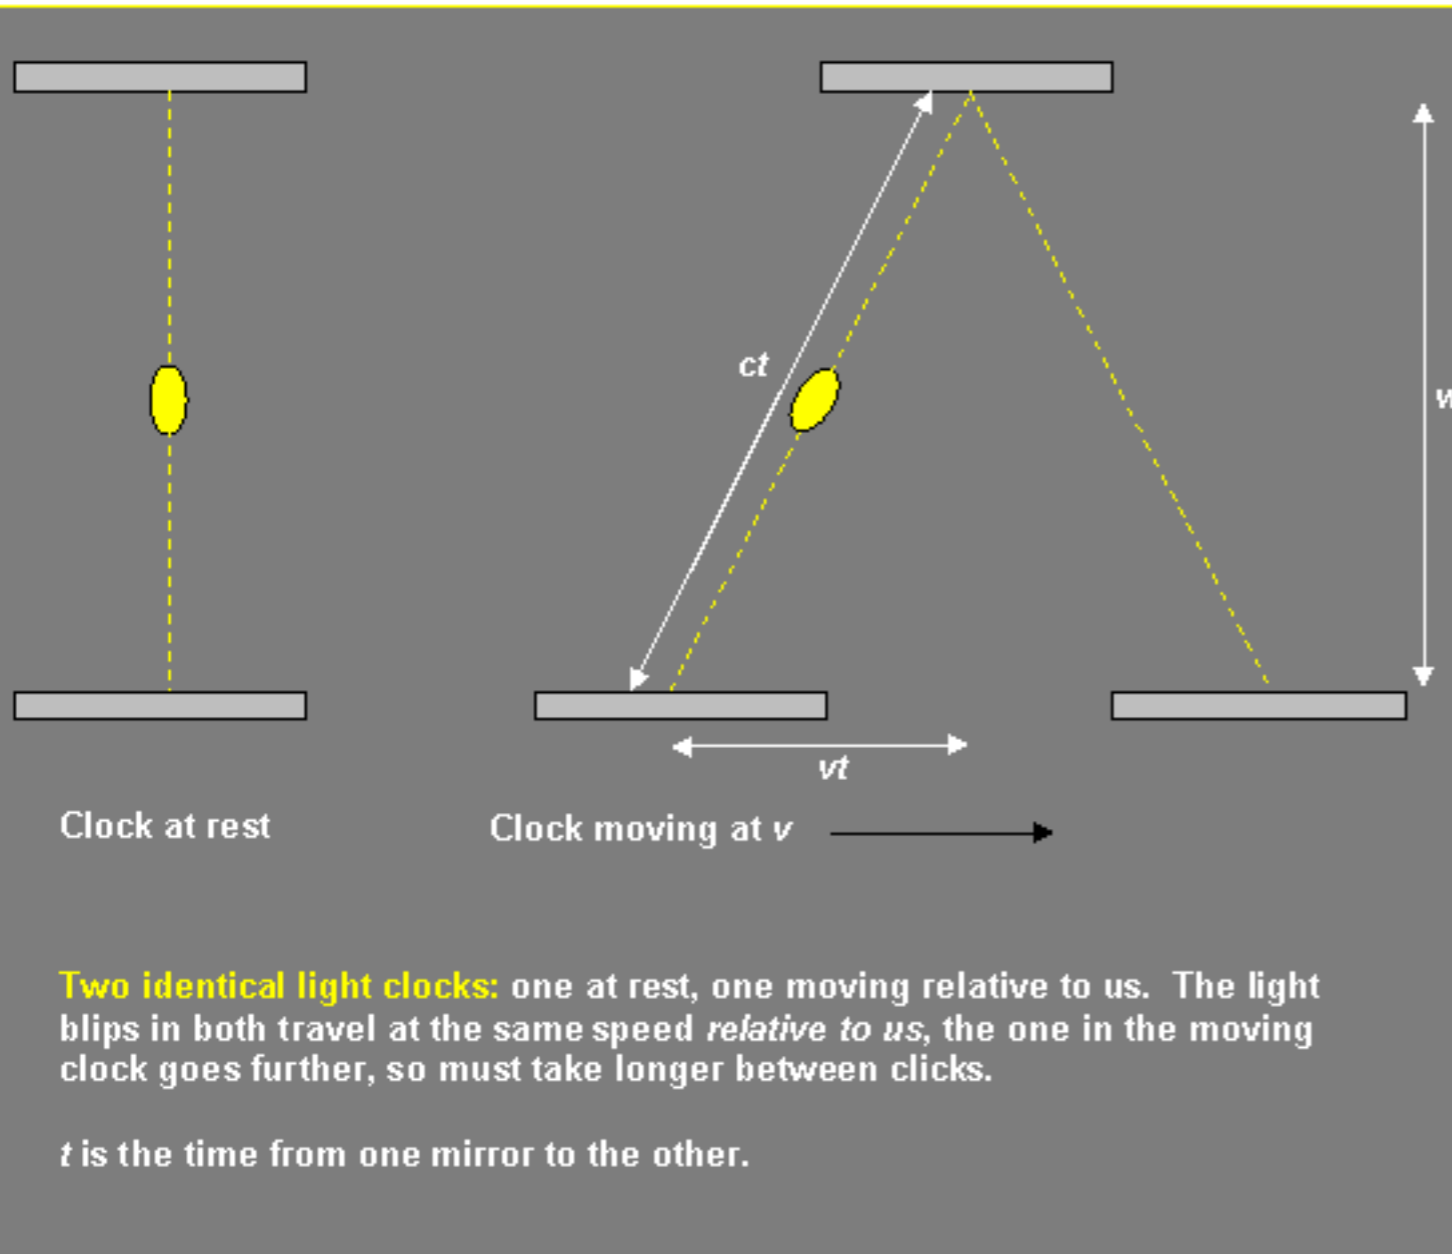 ct
w
vt
Clock at rest
Clock moving at v
Two identical light clocks: one at rest, one moving relative to us. The light
blips in both travel at the same speed relative to us, the one in the moving
clock goes further, so must take longer between clicks.
t is the time from one mirror to the other.